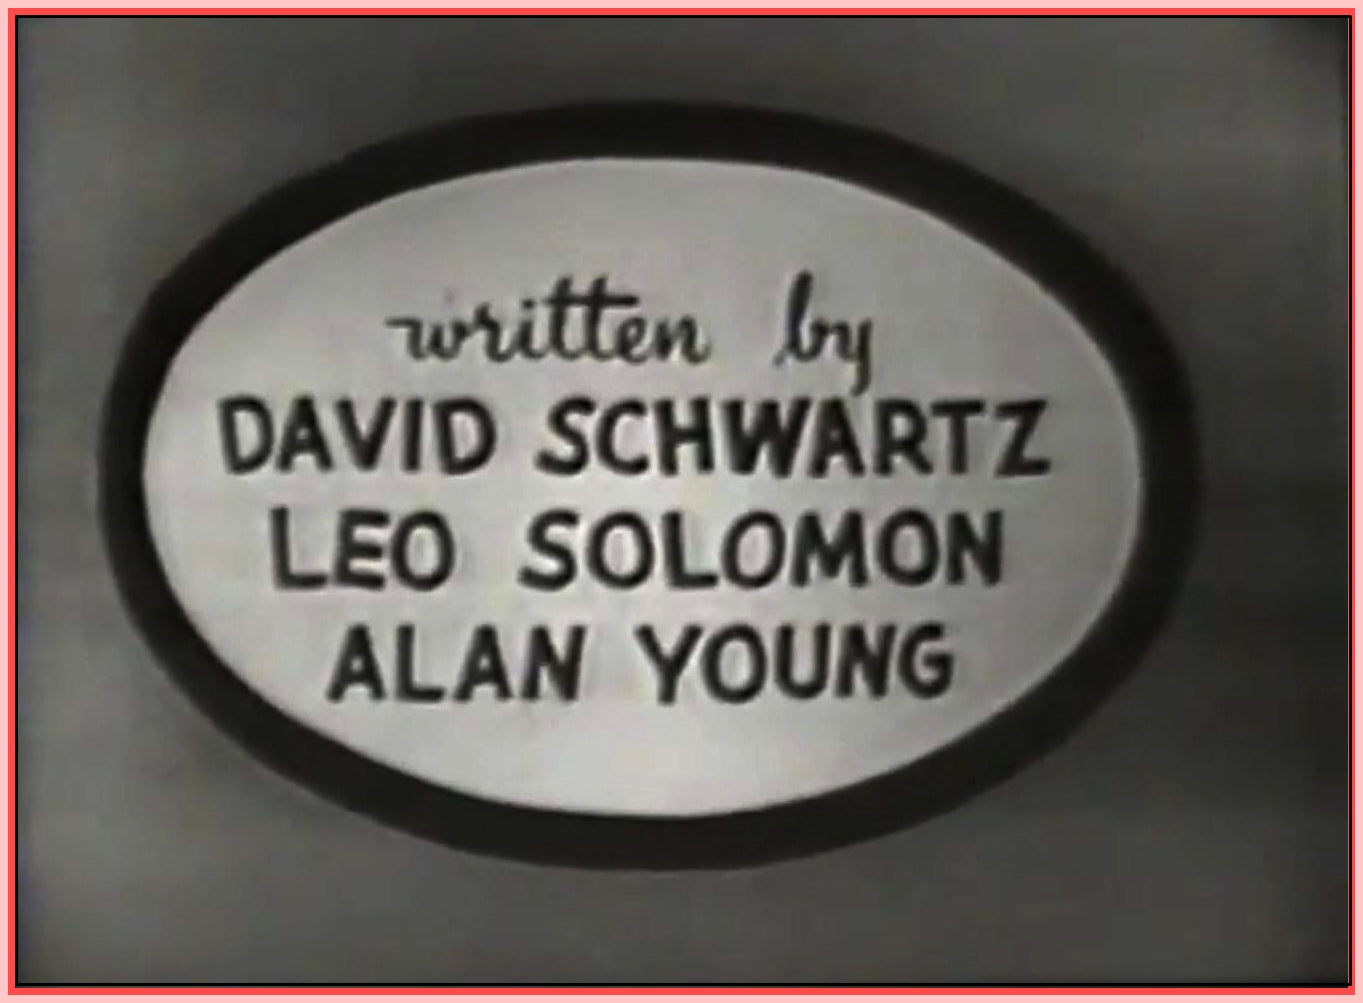 written by
DAVID SCHWARTZ
LEO SOLOMON
ALAN YOUNG